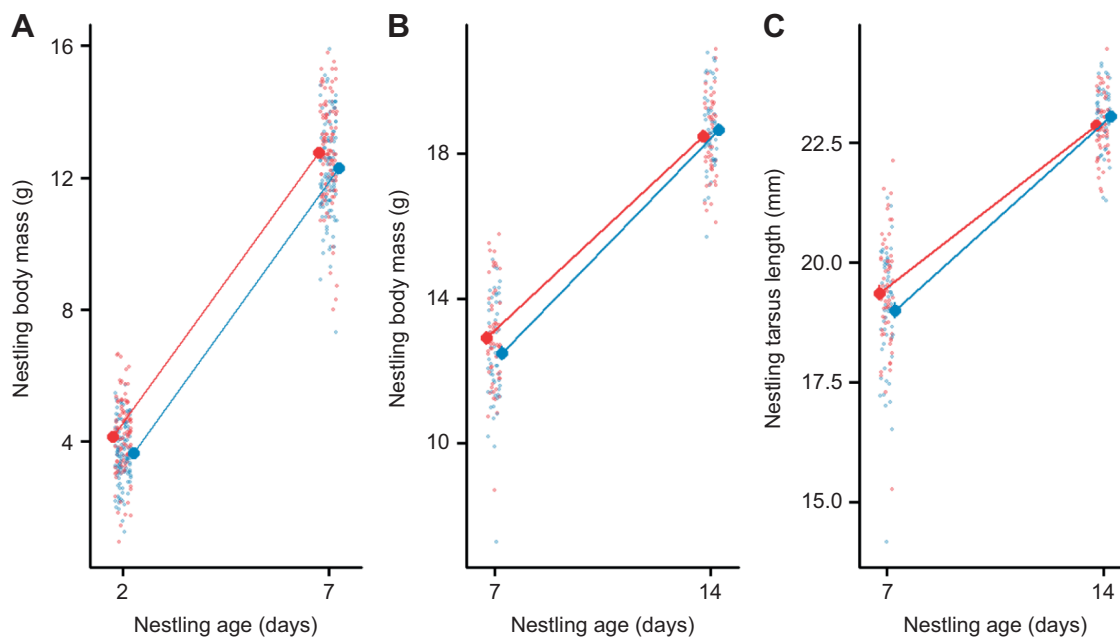 A
Nestling body mass (g)
16
12
8
4
2
7
Nestling age (days)
B
Nestling body mass (g)
18
14
10
7
14
Nestling age (days)
C
Nestling tarsus length (mm)
22.5
20.0
17.5
15.0
7
14
Nestling age (days)